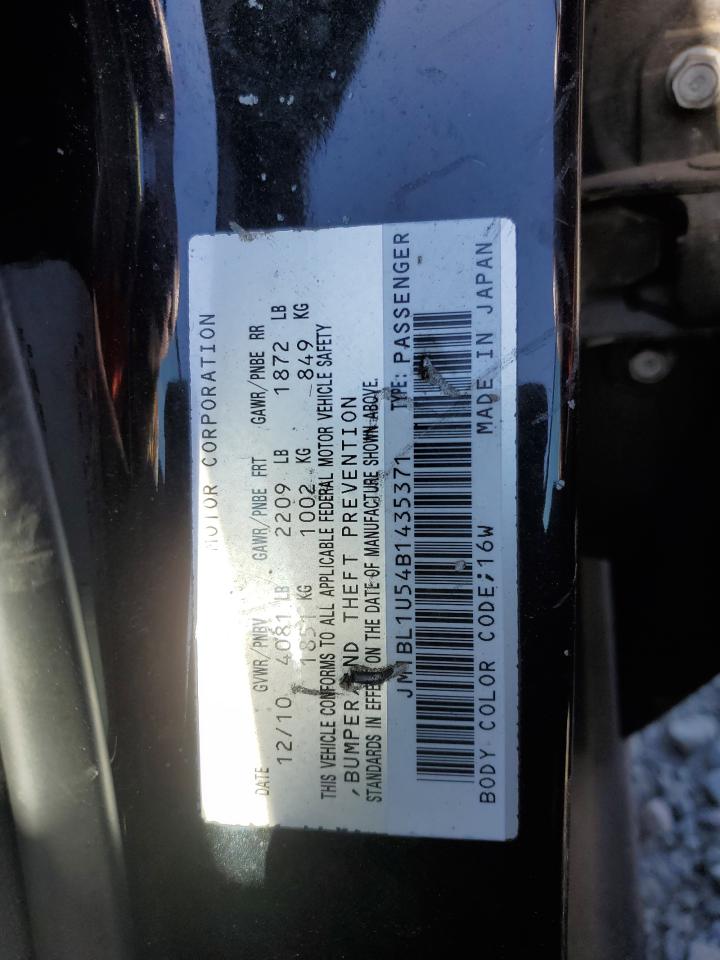 MOTOR CORPORATION
DATE GVWR/PNBV GAWR/PNBE FRT GAWR/PNBE RR
12/10 4081 LB 2209 LB 1872 LB
1851 KG 1002 KG 849 KG
THIS VEHICLE CONFORMS TO ALL APPLICABLE FEDERAL MOTOR VEHICLE SAFETY
,BUMPER AND THEFT PREVENTION
STANDARDS IN EFFECT ON THE DATE OF MANUFACTURE SHOWN ABOVE.
JM1BL1U54B1435371 TYPE: PASSENGER
BODY COLOR CODE;16W MADE IN JAPAN